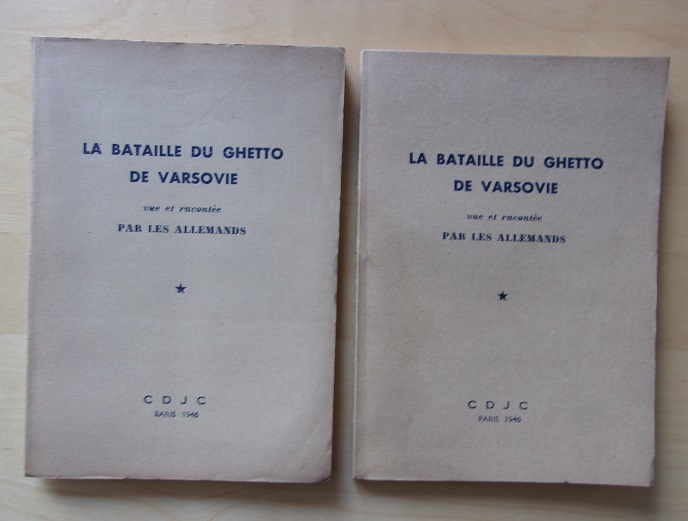 LA BATAILLE DU GHETTO
DE VARSOVIE
vue et racontée
PAR LES ALLEMANDS
★
C D J C
PARIS 1946
LA BATAILLE DU GHETTO
DE VARSOVIE
vue et racontée
PAR LES ALLEMANDS
★
C D J C
PARIS 1946